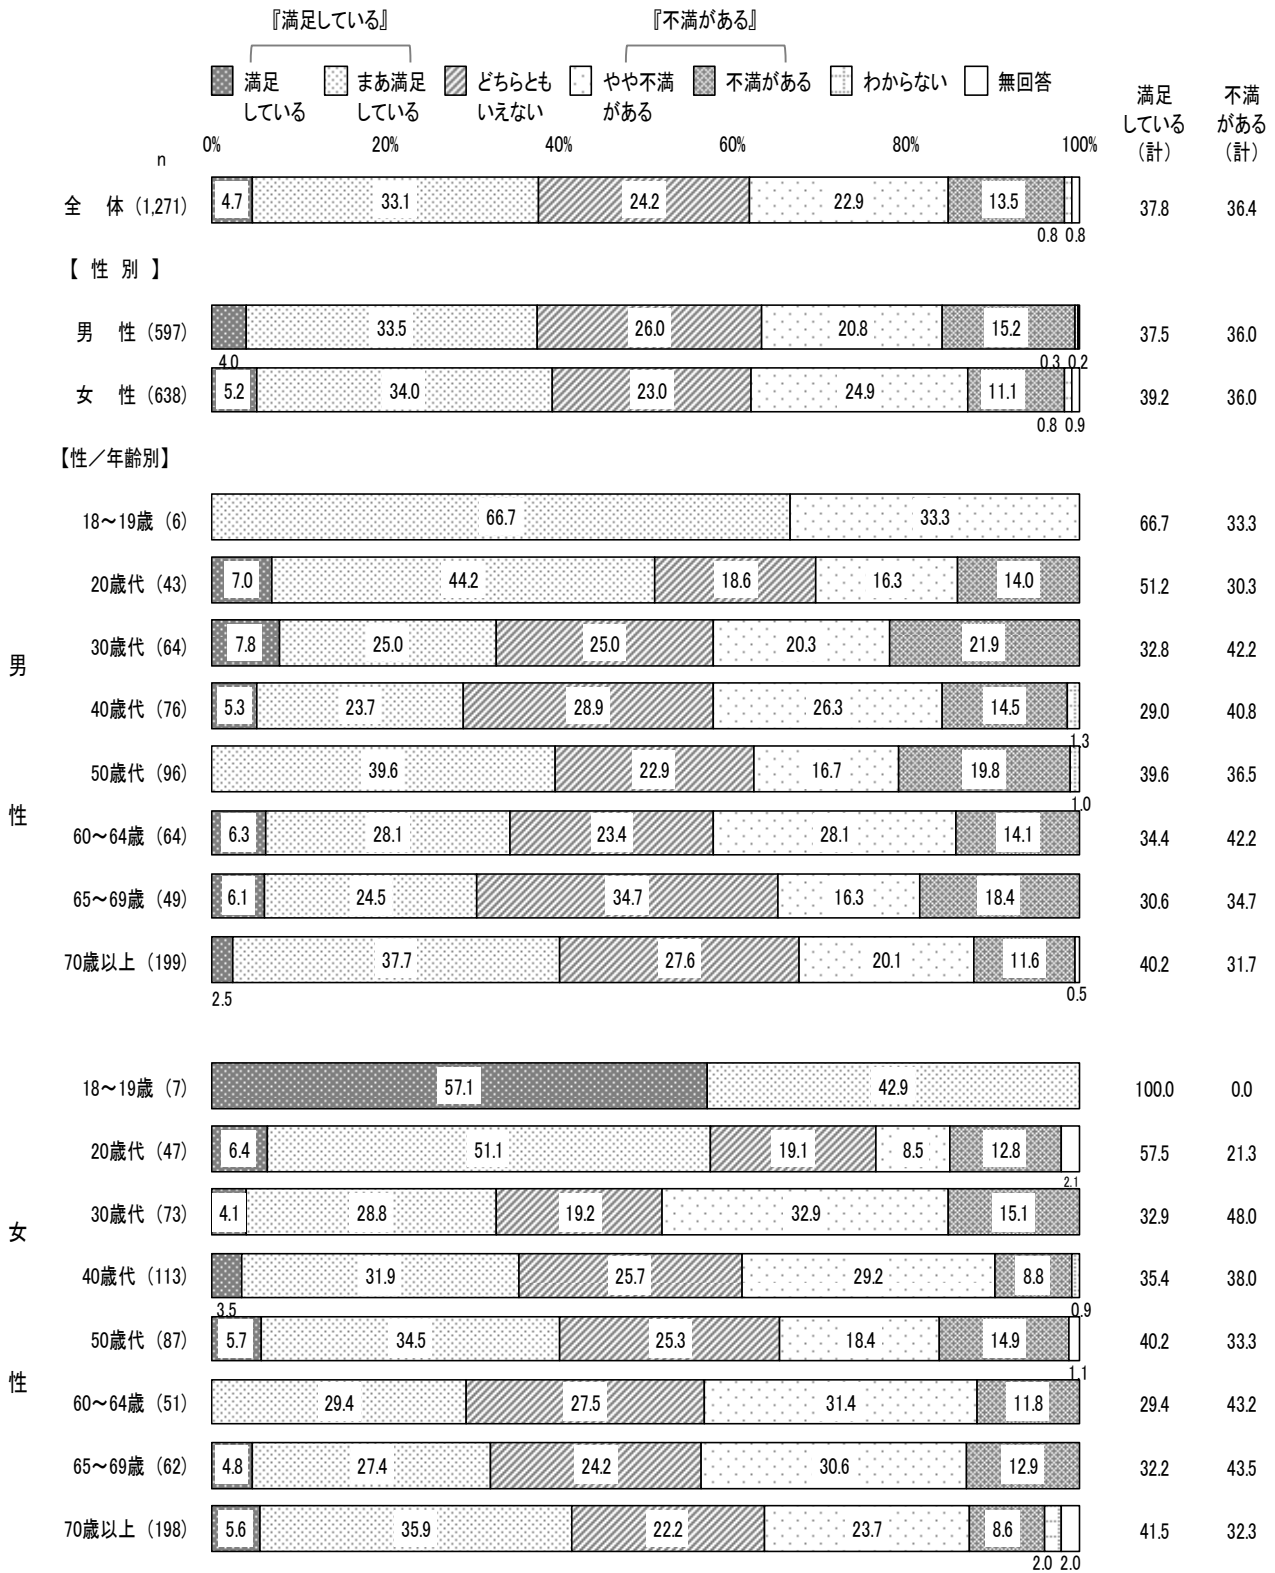 『満足している』 『不満がある』
満足している まあ満足している どちらともいえない やや不満がある 不満がある わからない 無回答
満足している（計） 不満がある（計）
n 0% 20% 40% 60% 80% 100%
全 体 (1,271) 4.7 33.1 24.2 22.9 13.5 0.8 0.8 37.8 36.4
【 性 別 】
男 性 (597) 4.0 33.5 26.0 20.8 15.2 0.3 0.2 37.5 36.0
女 性 (638) 5.2 34.0 23.0 24.9 11.1 0.8 0.9 39.2 36.0
【性／年齢別】
男性
18～19歳 (6) 66.7 33.3 66.7 33.3
20歳代 (43) 7.0 44.2 18.6 16.3 14.0 51.2 30.3
30歳代 (64) 7.8 25.0 25.0 20.3 21.9 32.8 42.2
40歳代 (76) 5.3 23.7 28.9 26.3 14.5 1.3 29.0 40.8
50歳代 (96) 39.6 22.9 16.7 19.8 1.0 39.6 36.5
60～64歳 (64) 6.3 28.1 23.4 28.1 14.1 34.4 42.2
65～69歳 (49) 6.1 24.5 34.7 16.3 18.4 30.6 34.7
70歳以上 (199) 2.5 37.7 27.6 20.1 11.6 0.5 40.2 31.7
女性
18～19歳 (7) 57.1 42.9 100.0 0.0
20歳代 (47) 6.4 51.1 19.1 8.5 12.8 2.1 57.5 21.3
30歳代 (73) 4.1 28.8 19.2 32.9 15.1 32.9 48.0
40歳代 (113) 3.5 31.9 25.7 29.2 8.8 0.9 35.4 38.0
50歳代 (87) 5.7 34.5 25.3 18.4 14.9 1.1 40.2 33.3
60～64歳 (51) 29.4 27.5 31.4 11.8 29.4 43.2
65～69歳 (62) 4.8 27.4 24.2 30.6 12.9 32.2 43.5
70歳以上 (198) 5.6 35.9 22.2 23.7 8.6 2.0 2.0 41.5 32.3